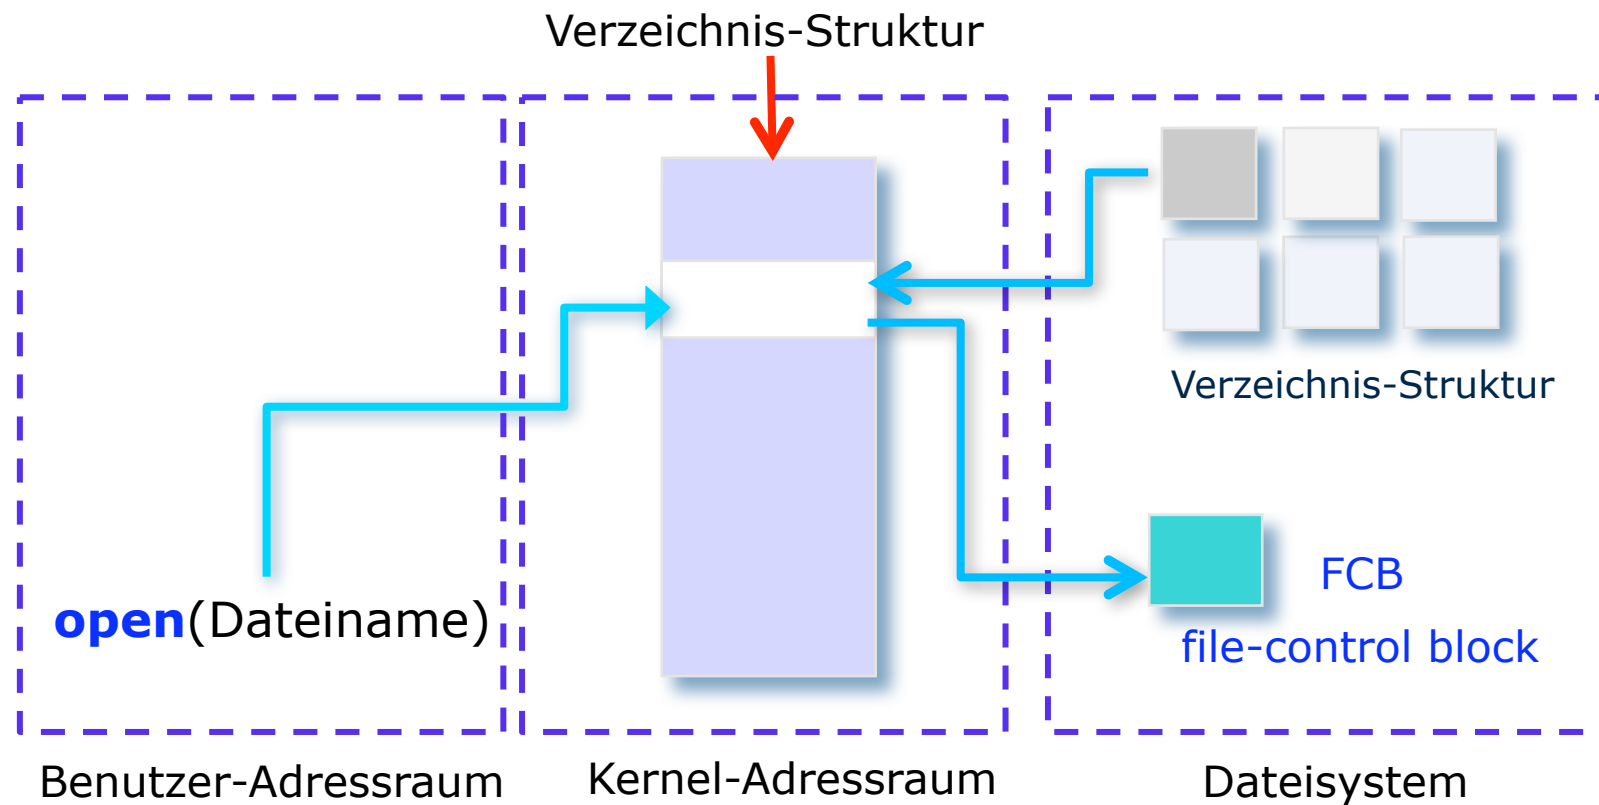 Verzeichnis-Struktur
Verzeichnis-Struktur
open(Dateiname)
FCB
file-control block
Benutzer-Adressraum
Kernel-Adressraum
Dateisystem